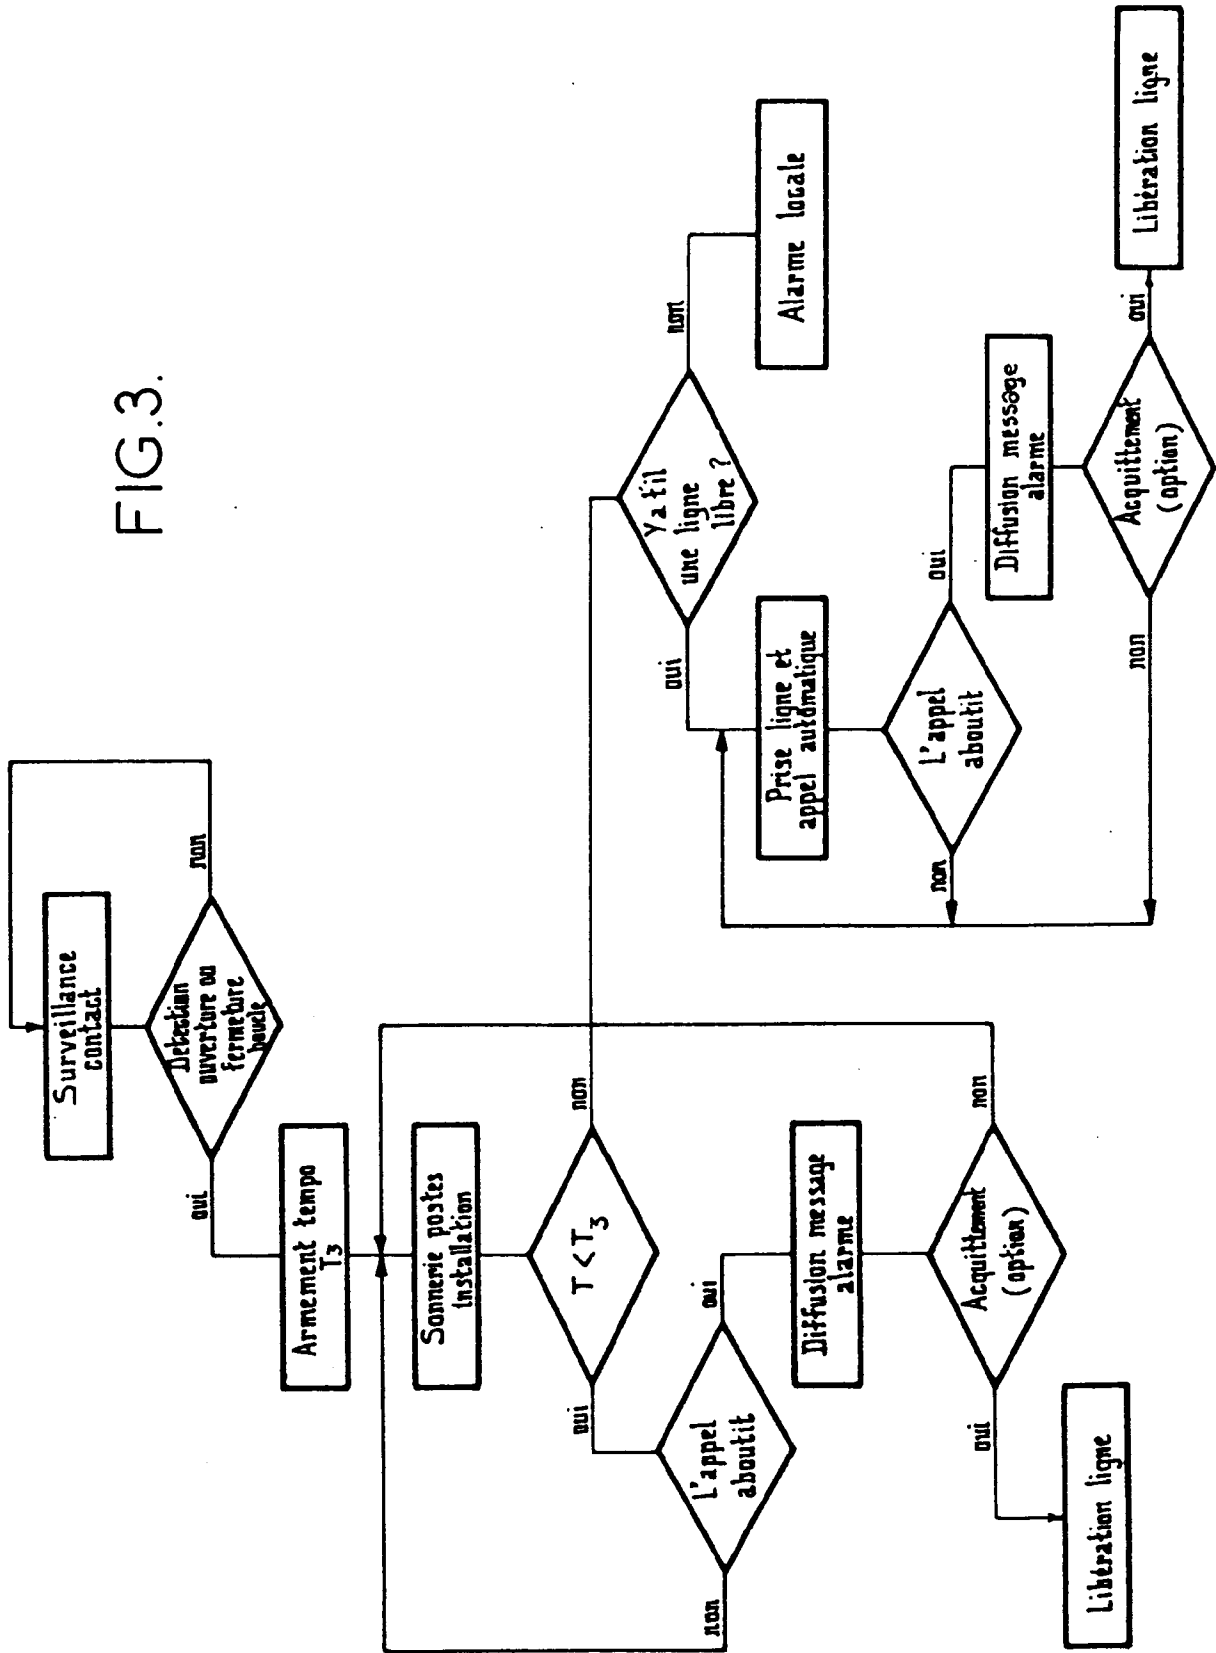 FIG.3.
Surveillance
contact
Détection
ouverture ou
fermeture
boucle
non
oui
Armement tempo
T3
Sonnerie postes
installation
T < T3
non
oui
L'appel
aboutit
non
oui
Diffusion message
alarme
Acquittement
(option)
non
oui
Libération ligne
Y a t'il
une ligne
libre ?
non
oui
Alarme locale
Prise ligne et
appel automatique
L'appel
aboutit
non
oui
Diffusion message
alarme
Acquittement
(option)
non
oui
Libération ligne